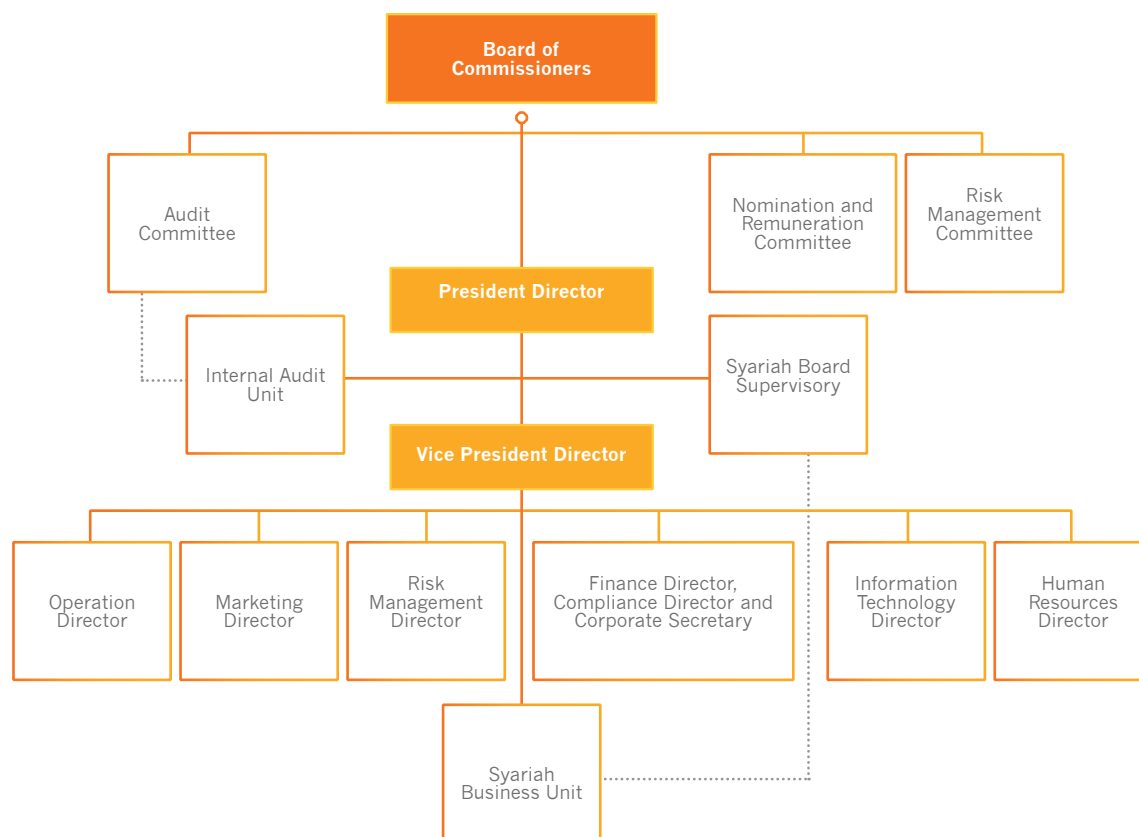 Board of
Commissioners
Audit
Committee
Nomination and
Remuneration
Committee
Risk
Management
Committee
President Director
Internal Audit
Unit
Syariah Board
Supervisory
Vice President Director
Operation
Director
Marketing
Director
Risk
Management
Director
Finance Director,
Compliance Director and
Corporate Secretary
Information
Technology
Director
Human
Resources
Director
Syariah
Business Unit